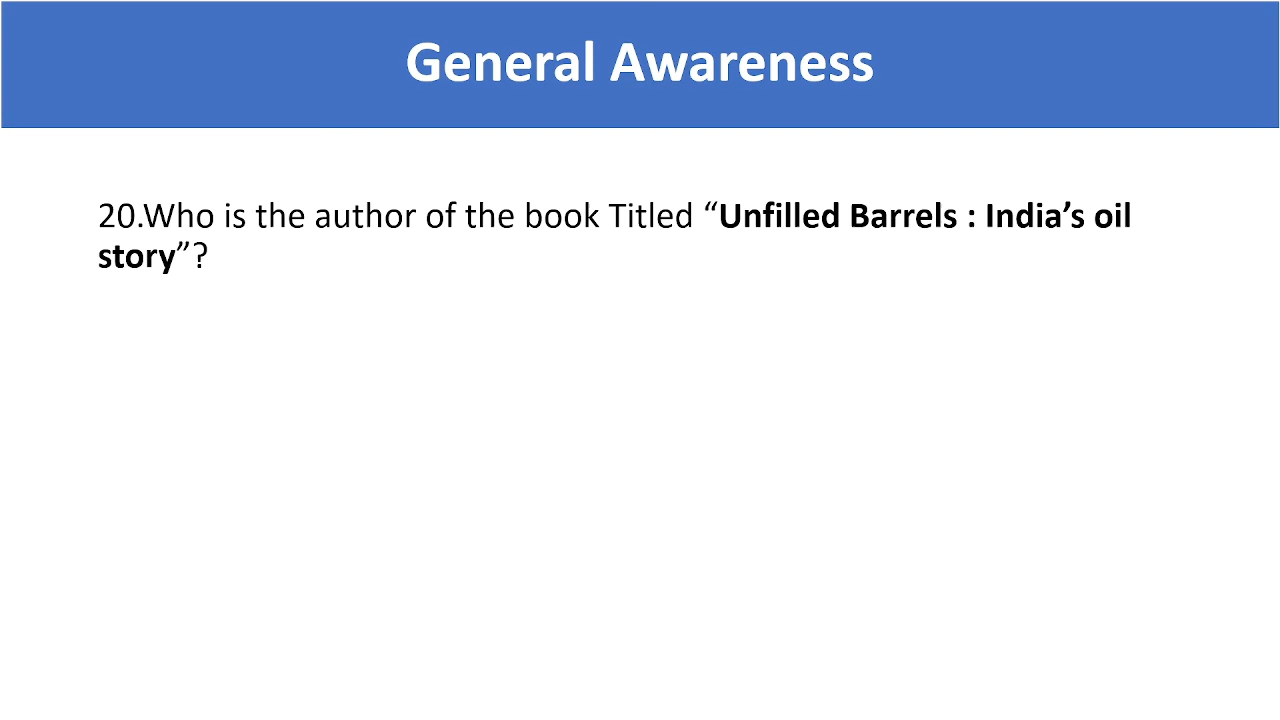 General Awareness
20.Who is the author of the book Titled “Unfilled Barrels : India’s oil
story”?